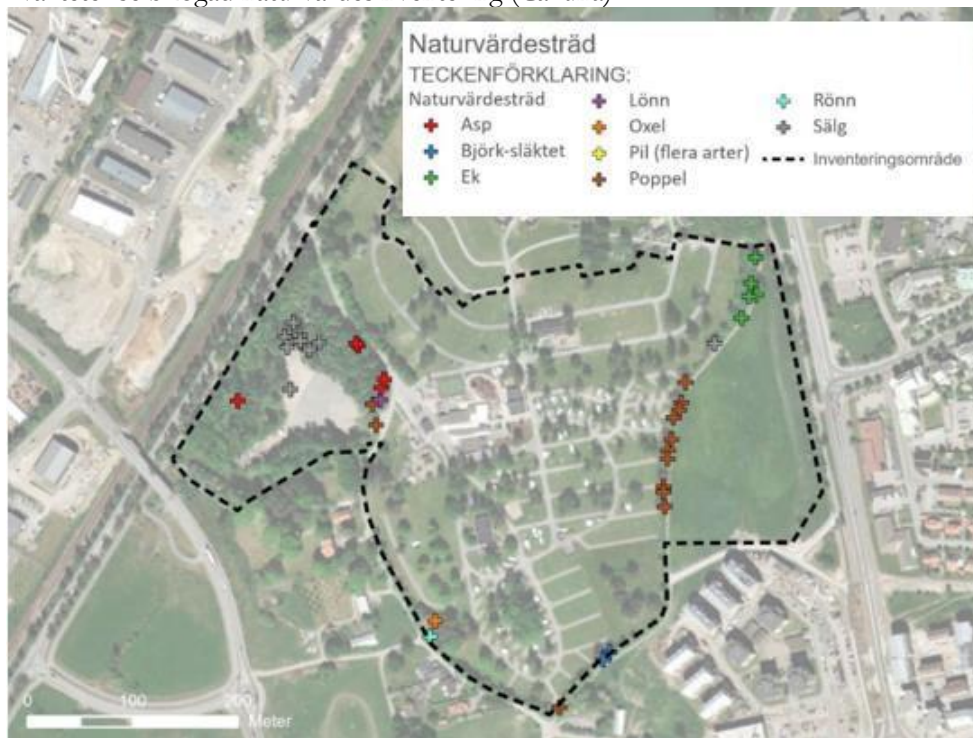 Naturvärdesträd
TECKENFÖRKLARING:
Naturvärdesträd
Asp
Björk-släktet
Ek
Lönn
Oxel
Pil (flera arter)
Poppel
Rönn
Sälg
Inventeringsområde
N
0 100 200
Meter